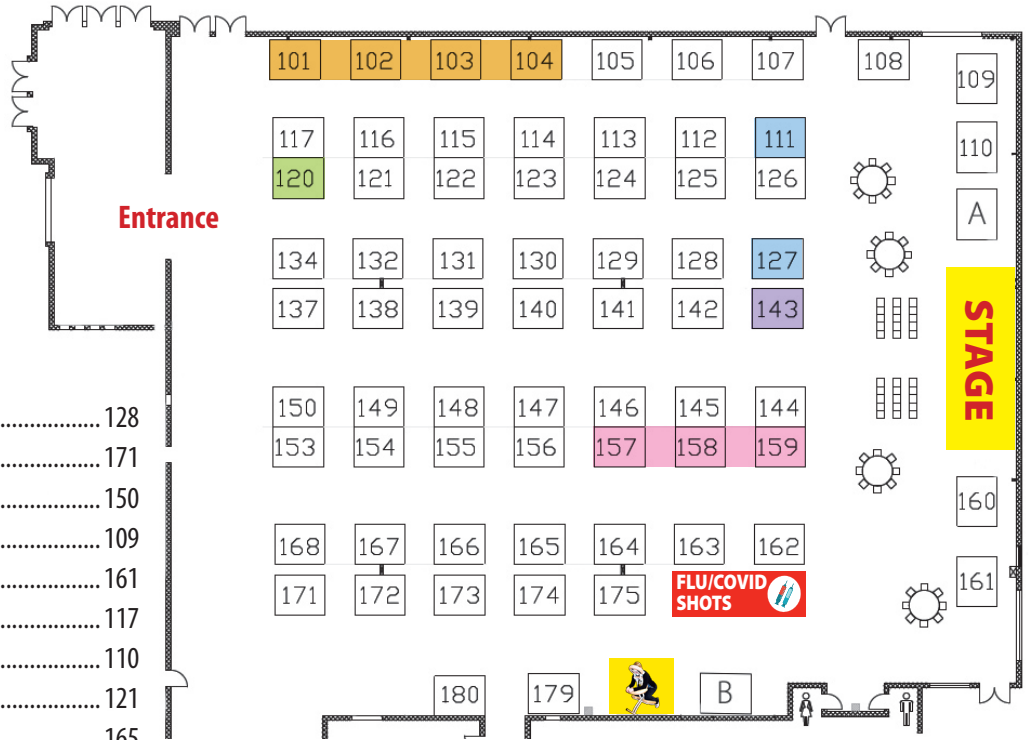 101 102 103 104 105 106 107 108
109
117 116 115 114 113 112 111
110
120 121 122 123 124 125 126
A
Entrance
134 132 131 130 129 128 127
137 138 139 140 141 142 143
STAGE
150 149 148 147 146 145 144
153 154 155 156 157 158 159
160
168 167 166 165 164 163 162
161
171 172 173 174 175
FLU/COVID
SHOTS
180 179 B
................. 128
................. 171
................. 150
................. 109
................. 161
................. 117
................. 110
................. 121
165